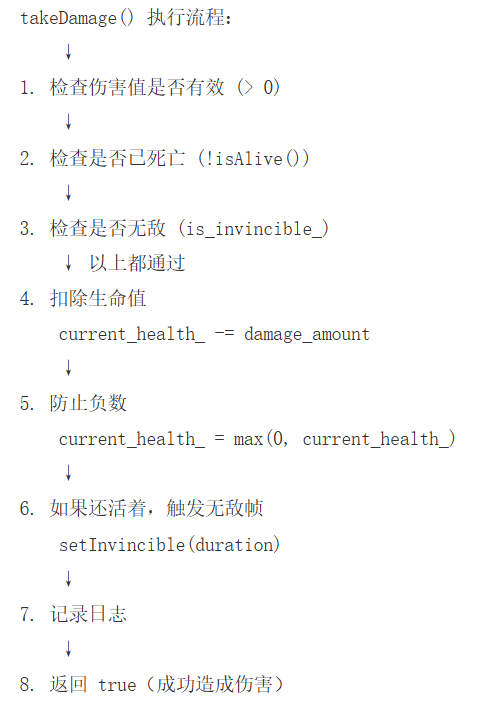 takeDamage() 执行流程：
↓
1. 检查伤害值是否有效 (> 0)
↓
2. 检查是否已死亡 (!isAlive())
↓
3. 检查是否无敌 (is_invincible_)
↓ 以上都通过
4. 扣除生命值
current_health_ -= damage_amount
↓
5. 防止负数
current_health_ = max(0, current_health_)
↓
6. 如果还活着，触发无敌帧
setInvincible(duration)
↓
7. 记录日志
↓
8. 返回 true（成功造成伤害）